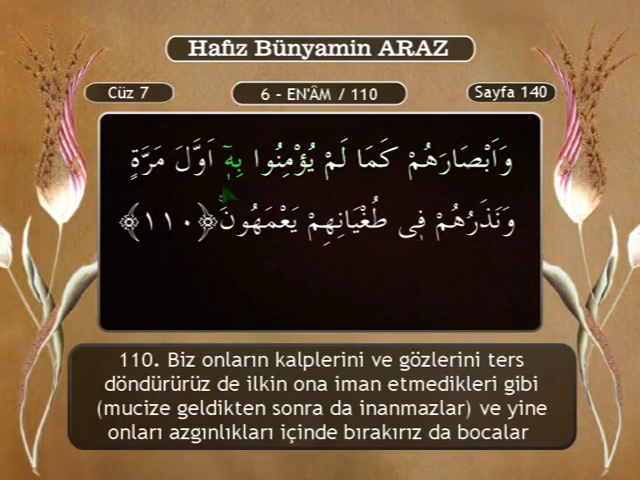 Hafız Bünyamin ARAZ
Cüz 7
6 - EN'ÂM / 110
Sayfa 140
وَاَبْصَارَهُمْ كَمَا لَمْ يُؤْمِنُوا بِهٖٓ اَوَّلَ مَرَّةٍ
وَنَذَرُهُمْ فٖى طُغْيَانِهِمْ يَعْمَهُونَࣖ ﴿١١٠﴾
110. Biz onların kalplerini ve gözlerini ters
döndürürüz de ilkin ona iman etmedikleri gibi
(mucize geldikten sonra da inanmazlar) ve yine
onları azgınlıkları içinde bırakırız da bocalar